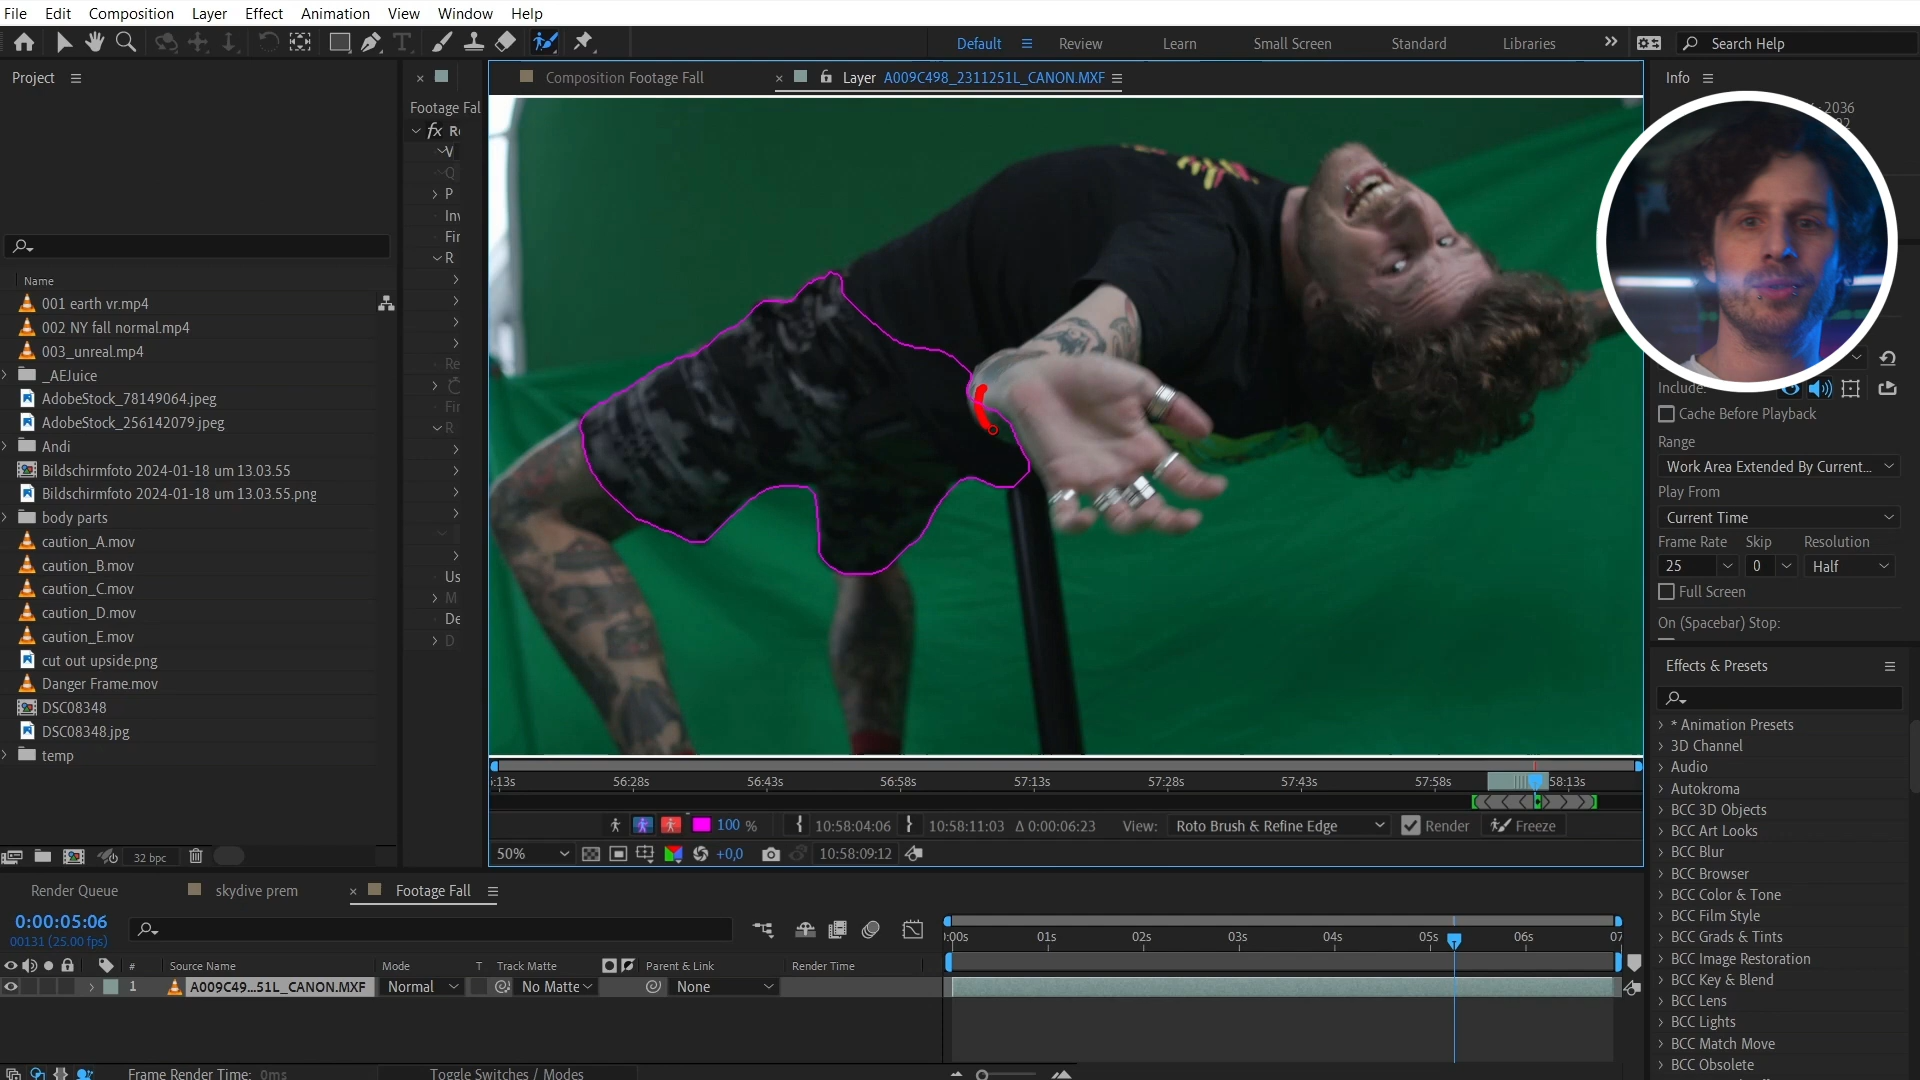 File Edit Composition Layer Effect Animation View Window Help
Default Review Learn Small Screen Standard Libraries Search Help
Project
Composition Footage Fall
Layer A009C498_2311251L_CANON.MXF
Info
2036
Footage Fal
fx
Name
001 earth vr.mp4
002 NY fall normal.mp4
003_unreal.mp4
_AEJuice
AdobeStock_78149064.jpeg
AdobeStock_256142079.jpeg
Andi
Bildschirmfoto 2024-01-18 um 13.03.55
Bildschirmfoto 2024-01-18 um 13.03.55.png
body parts
caution_A.mov
caution_B.mov
caution_C.mov
caution_D.mov
caution_E.mov
cut out upside.png
Danger Frame.mov
DSC08348
DSC08348.jpg
temp
32 bpc
V
Q
P
Inv
Fir
R
Re
Fir
R
Us
M
De
D
:13s 56:28s 56:43s 56:58s 57:13s 57:28s 57:43s 57:58s 58:13s
100 % 10:58:04:06 10:58:11:03 Δ 0:00:06:23 View: Roto Brush & Refine Edge Render Freeze
50% +0,0 10:58:09:12
Include:
Cache Before Playback
Range
Work Area Extended By Current...
Play From
Current Time
Frame Rate Skip Resolution
25 0 Half
Full Screen
On (Spacebar) Stop:
Effects & Presets
* Animation Presets
3D Channel
Audio
Autokroma
BCC 3D Objects
BCC Art Looks
BCC Blur
BCC Browser
BCC Color & Tone
BCC Film Style
BCC Grads & Tints
BCC Image Restoration
BCC Key & Blend
BCC Lens
BCC Lights
BCC Match Move
BCC Obsolete
Render Queue skydive prem Footage Fall
0:00:05:06
00131 (25.00 fps)
:00s 01s 02s 03s 04s 05s 06s 07
# Source Name Mode T Track Matte Parent & Link Render Time
1 A009C49...51L_CANON.MXF Normal No Matte None
Frame Render Time: 0ms Toggle Switches / Modes